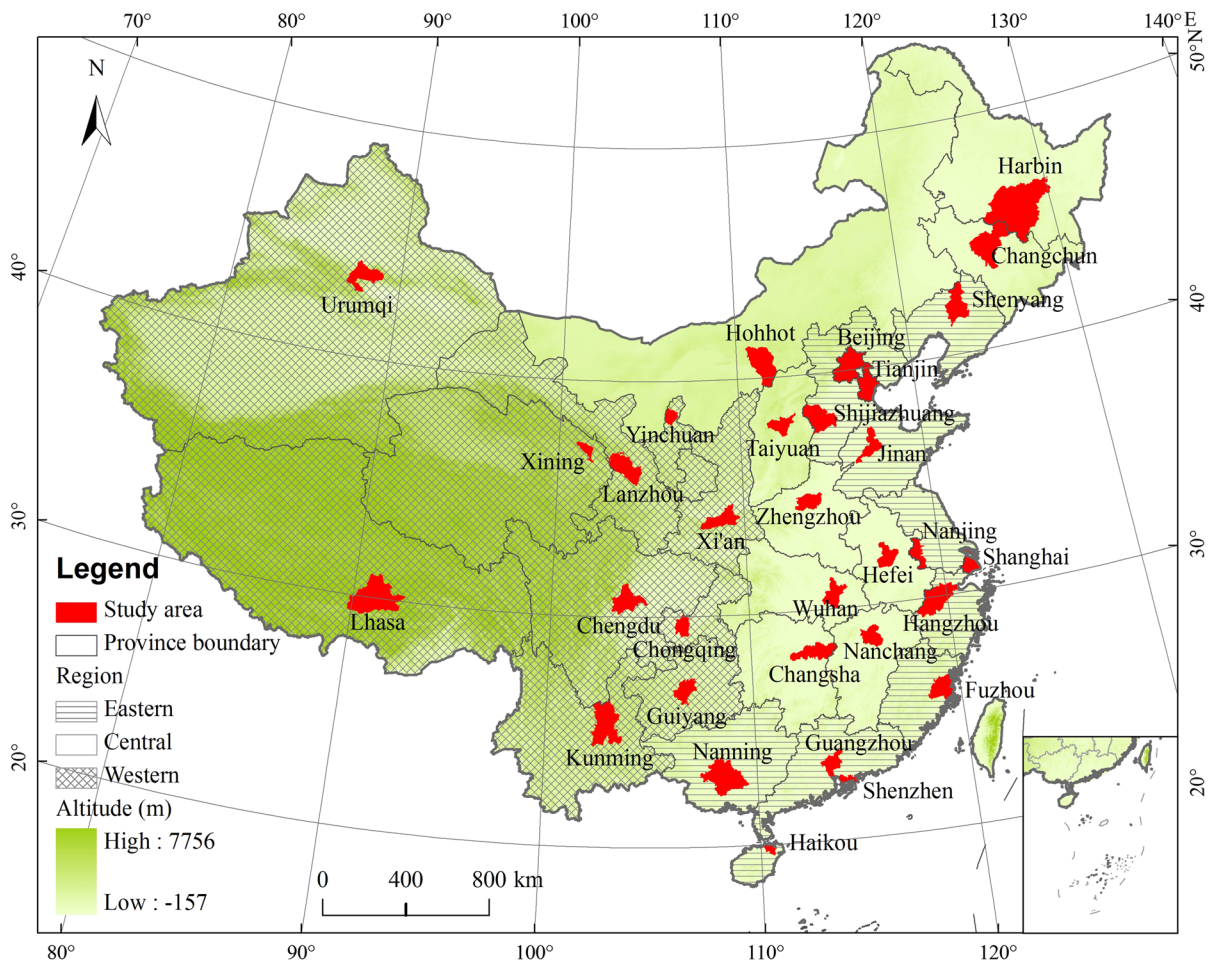 70° 80° 90° 100° 110° 120° 130° 140°E
50°N
N
Harbin
Changchun
40°
Urumqi
Shenyang
40°
Hohhot
Beijing
Tianjin
Yinchuan
Shijiazhuang
Taiyuan
Xining
Jinan
Lanzhou
30°
Zhengzhou
Xi'an
Nanjing
30°
Shanghai
Hefei
Legend
Wuhan
Study area
Lhasa
Chengdu
Hangzhou
Province boundary
Chongqing
Nanchang
Changsha
Region
Fuzhou
Eastern
Guiyang
Central
Guangzhou
Kunming
Nanning
20°
Western
20°
Shenzhen
Altitude (m)
High : 7756
Haikou
0 400 800 km
Low : -157
80° 90° 100° 110° 120°